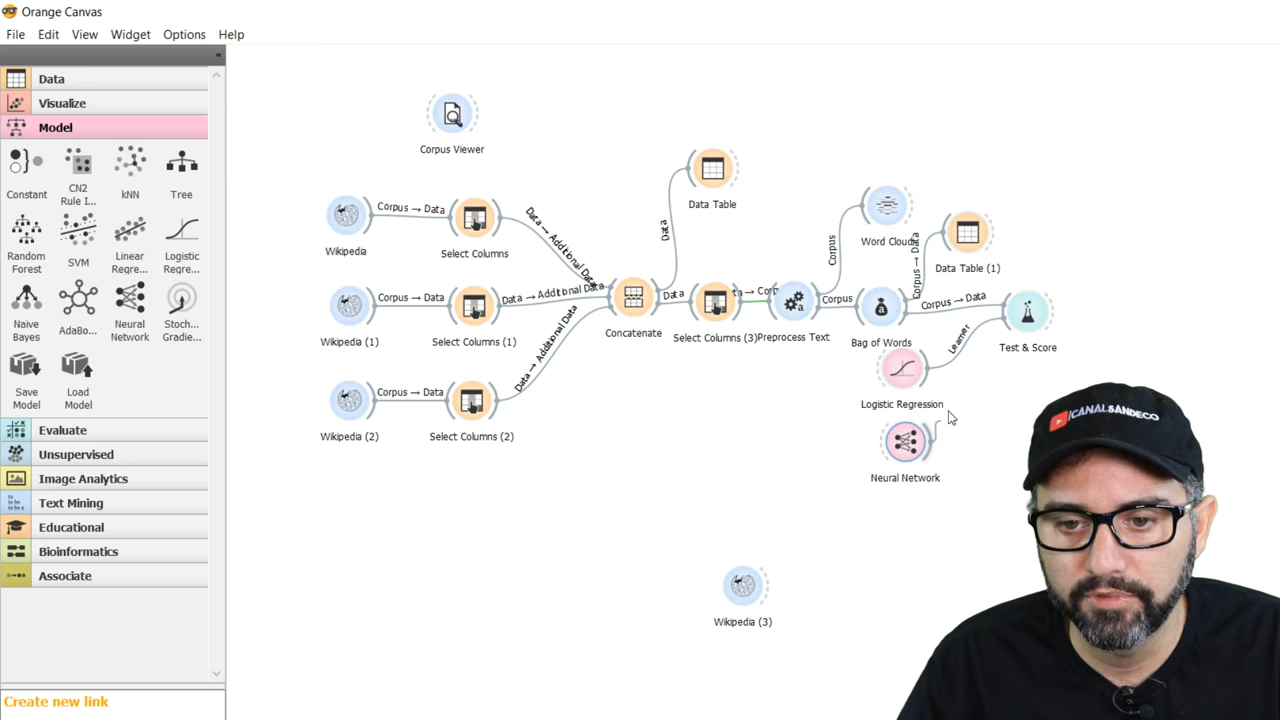 Orange Canvas
File Edit View Widget Options Help
Data
Visualize
Model
Constant
CN2
Rule I...
kNN
Tree
Random
Forest
SVM
Linear
Regre...
Logistic
Regre...
Naive
Bayes
AdaBo...
Neural
Network
Stoch...
Gradie...
Save
Model
Load
Model
Evaluate
Unsupervised
Image Analytics
Text Mining
Educational
Bioinformatics
Associate
Create new link
Corpus Viewer
Wikipedia
Corpus → Data
Select Columns
Data → Additional Data
Wikipedia (1)
Corpus → Data
Select Columns (1)
Data → Additional Data
Wikipedia (2)
Corpus → Data
Select Columns (2)
Data → Additional Data
Concatenate
Data
Data Table
Data
Select Columns (3)
Preprocess Text
Corpus
Word Cloud
Corpus
Bag of Words
Corpus → Data
Data Table (1)
Corpus → Data
Test & Score
Learner
Logistic Regression
Neural Network
Wikipedia (3)
/CANALSANDECO